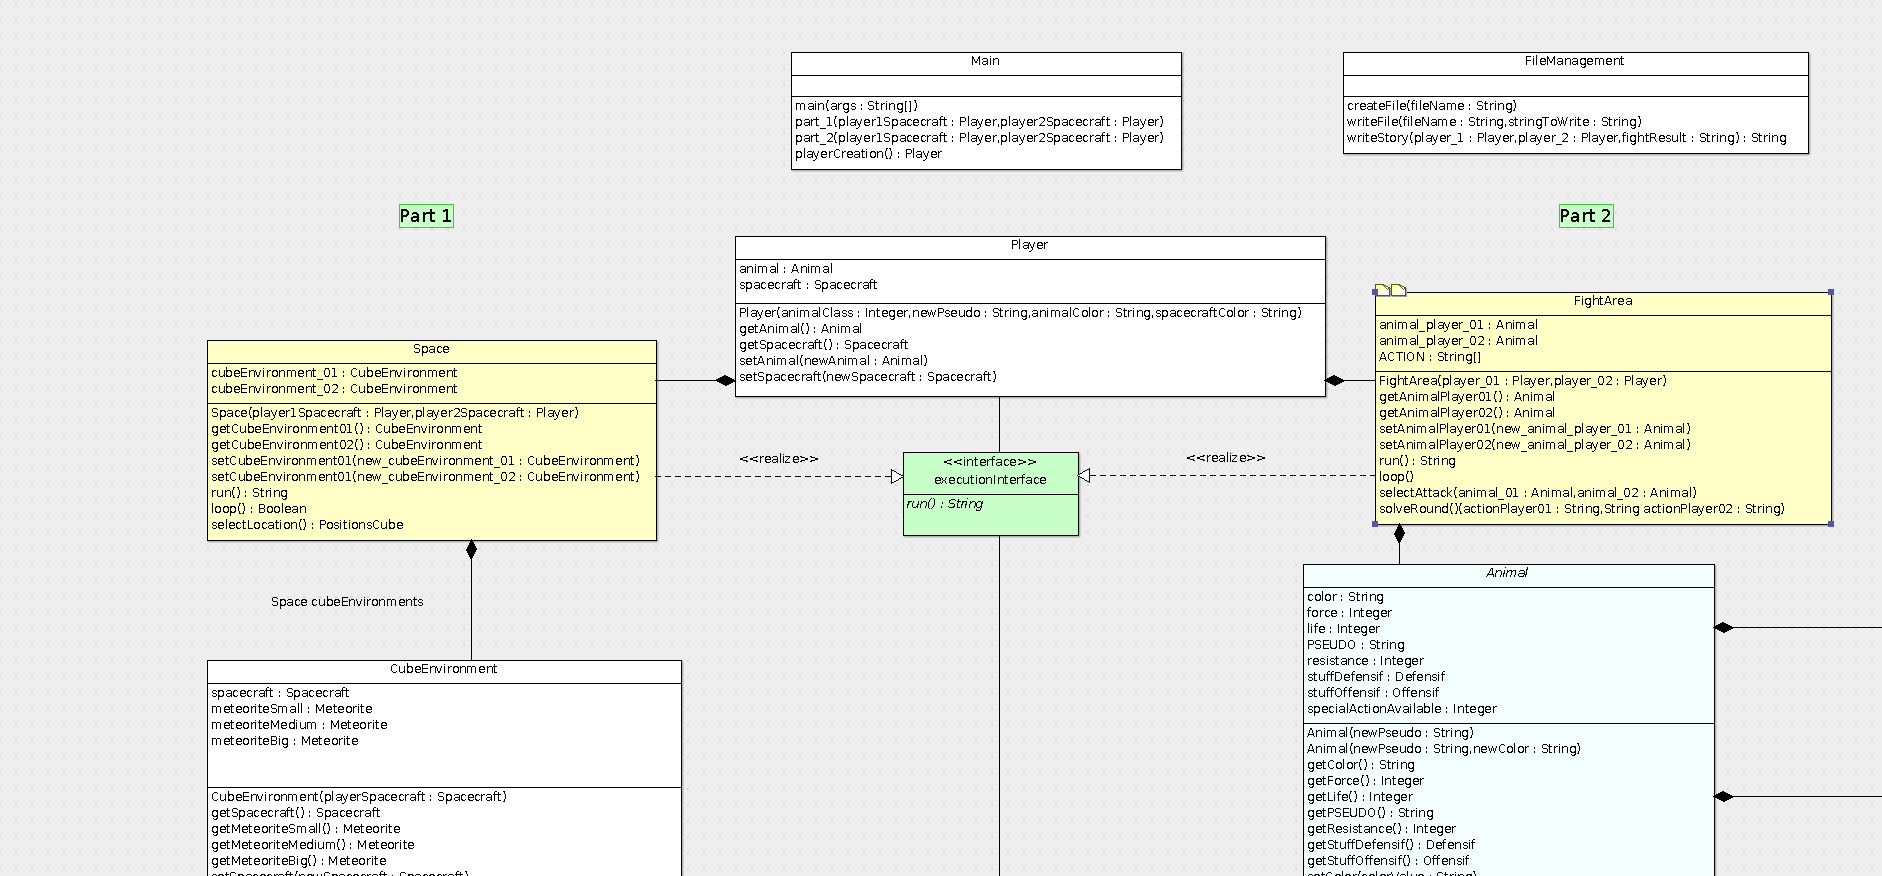 Main
main(args : String[])
part_1(player1Spacecraft : Player,player2Spacecraft : Player)
part_2(player1Spacecraft : Player,player2Spacecraft : Player)
playerCreation() : Player
FileManagement
createFile(fileName : String)
writeFile(fileName : String,stringToWrite : String)
writeStory(player_1 : Player,player_2 : Player,fightResult : String) : String
Part 1
Part 2
Player
animal : Animal
spacecraft : Spacecraft
Player(animalClass : Integer,newPseudo : String,animalColor : String,spacecraftColor : String)
getAnimal() : Animal
getSpacecraft() : Spacecraft
setAnimal(newAnimal : Animal)
setSpacecraft(newSpacecraft : Spacecraft)
FightArea
animal_player_01 : Animal
animal_player_02 : Animal
ACTION : String[]
FightArea(player_01 : Player,player_02 : Player)
getAnimalPlayer01() : Animal
getAnimalPlayer02() : Animal
setAnimalPlayer01(new_animal_player_01 : Animal)
setAnimalPlayer02(new_animal_player_02 : Animal)
run() : String
loop()
selectAttack(animal_01 : Animal,animal_02 : Animal)
solveRound()(actionPlayer01 : String,String actionPlayer02 : String)
Space
cubeEnvironment_01 : CubeEnvironment
cubeEnvironment_02 : CubeEnvironment
Space(player1Spacecraft : Player,player2Spacecraft : Player)
getCubeEnvironment01() : CubeEnvironment
getCubeEnvironment02() : CubeEnvironment
setCubeEnvironment01(new_cubeEnvironment_01 : CubeEnvironment)
setCubeEnvironment01(new_cubeEnvironment_02 : CubeEnvironment)
run() : String
loop() : Boolean
selectLocation() : PositionsCube
<<realize>>
<<interface>>
executionInterface
run() : String
<<realize>>
Space cubeEnvironments
CubeEnvironment
spacecraft : Spacecraft
meteoriteSmall : Meteorite
meteoriteMedium : Meteorite
meteoriteBig : Meteorite
CubeEnvironment(playerSpacecraft : Spacecraft)
getSpacecraft() : Spacecraft
getMeteoriteSmall() : Meteorite
getMeteoriteMedium() : Meteorite
getMeteoriteBig() : Meteorite
setSpacecraft(newSpacecraft : Spacecraft)
Animal
color : String
force : Integer
life : Integer
PSEUDO : String
resistance : Integer
stuffDefensif : Defensif
stuffOffensif : Offensif
specialActionAvailable : Integer
Animal(newPseudo : String)
Animal(newPseudo : String,newColor : String)
getColor() : String
getForce() : Integer
getLife() : Integer
getPSEUDO() : String
getResistance() : Integer
getStuffDefensif() : Defensif
getStuffOffensif() : Offensif
setColor(colorValue : String)